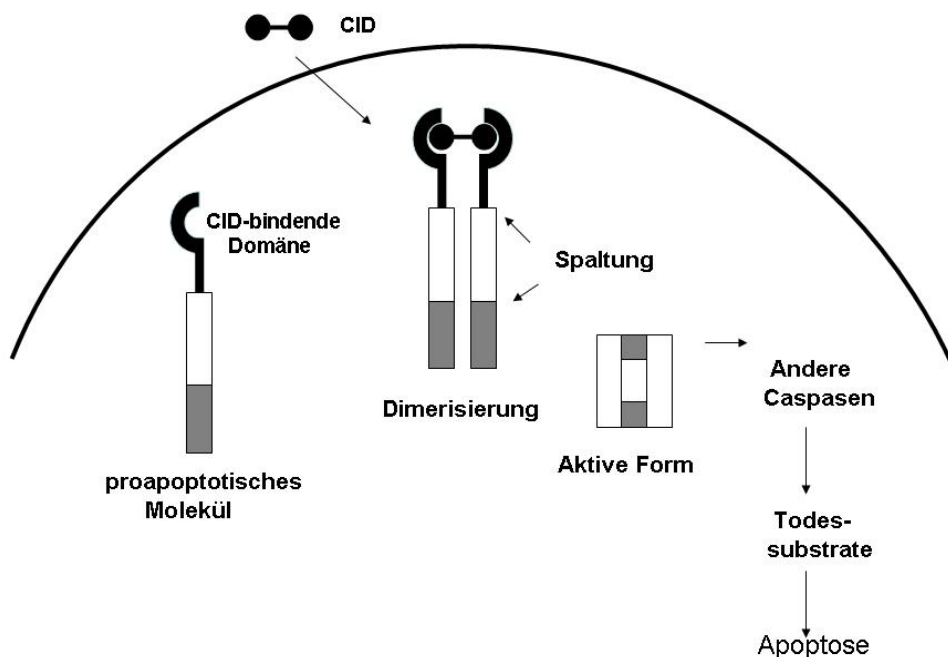 CID
CID-bindende
Domäne
Spaltung
Dimerisierung
proapoptotisches
Molekül
Aktive Form
Andere
Caspasen
Todes-
substrate
Apoptose